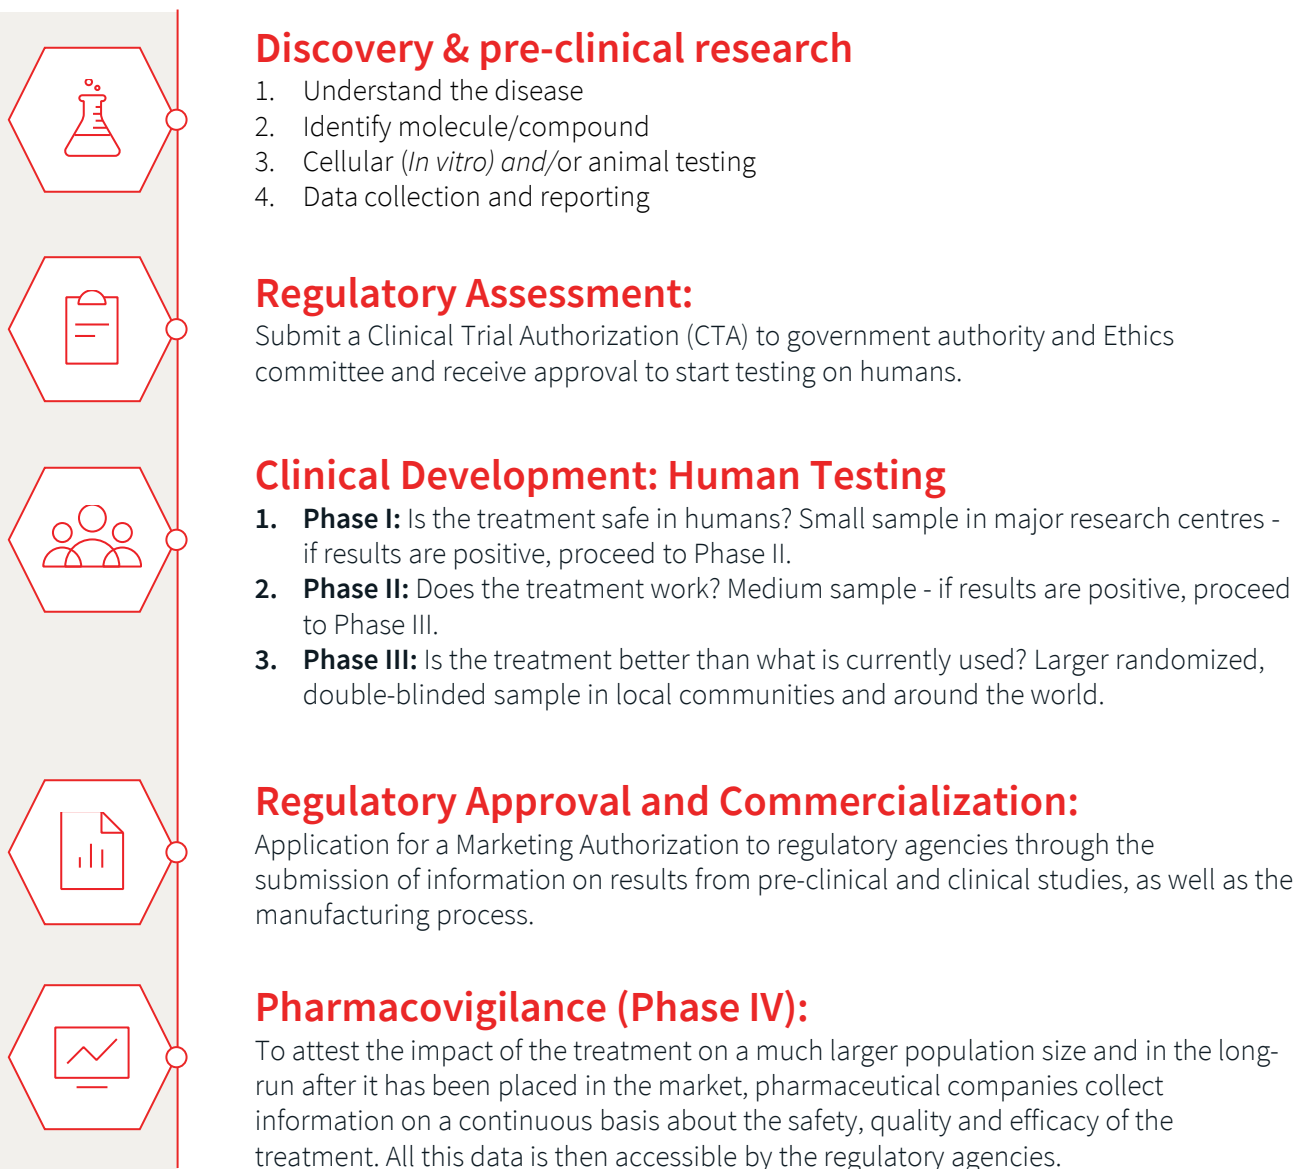 Discovery & pre-clinical research
1. Understand the disease
2. Identify molecule/compound
3. Cellular (In vitro) and/or animal testing
4. Data collection and reporting
Regulatory Assessment:
Submit a Clinical Trial Authorization (CTA) to government authority and Ethics
committee and receive approval to start testing on humans.
Clinical Development: Human Testing
1. Phase I: Is the treatment safe in humans? Small sample in major research centres -
if results are positive, proceed to Phase II.
2. Phase II: Does the treatment work? Medium sample - if results are positive, proceed
to Phase III.
3. Phase III: Is the treatment better than what is currently used? Larger randomized,
double-blinded sample in local communities and around the world.
Regulatory Approval and Commercialization:
Application for a Marketing Authorization to regulatory agencies through the
submission of information on results from pre-clinical and clinical studies, as well as the
manufacturing process.
Pharmacovigilance (Phase IV):
To attest the impact of the treatment on a much larger population size and in the long-
run after it has been placed in the market, pharmaceutical companies collect
information on a continuous basis about the safety, quality and efficacy of the
treatment. All this data is then accessible by the regulatory agencies.